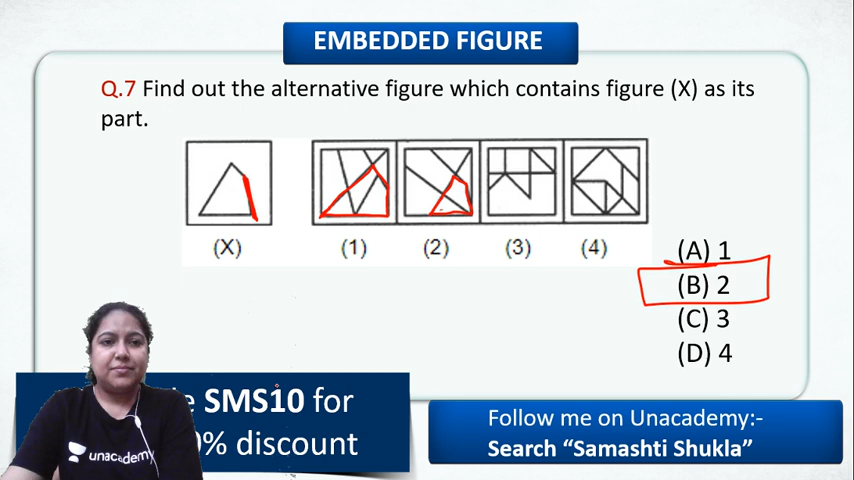 EMBEDDED FIGURE
Q.7 Find out the alternative figure which contains figure (X) as its
part.
(X) (1) (2) (3) (4)
(A) 1
(B) 2
(C) 3
(D) 4
SMS10 for
% discount
unacademy
Follow me on Unacademy:-
Search “Samashti Shukla”